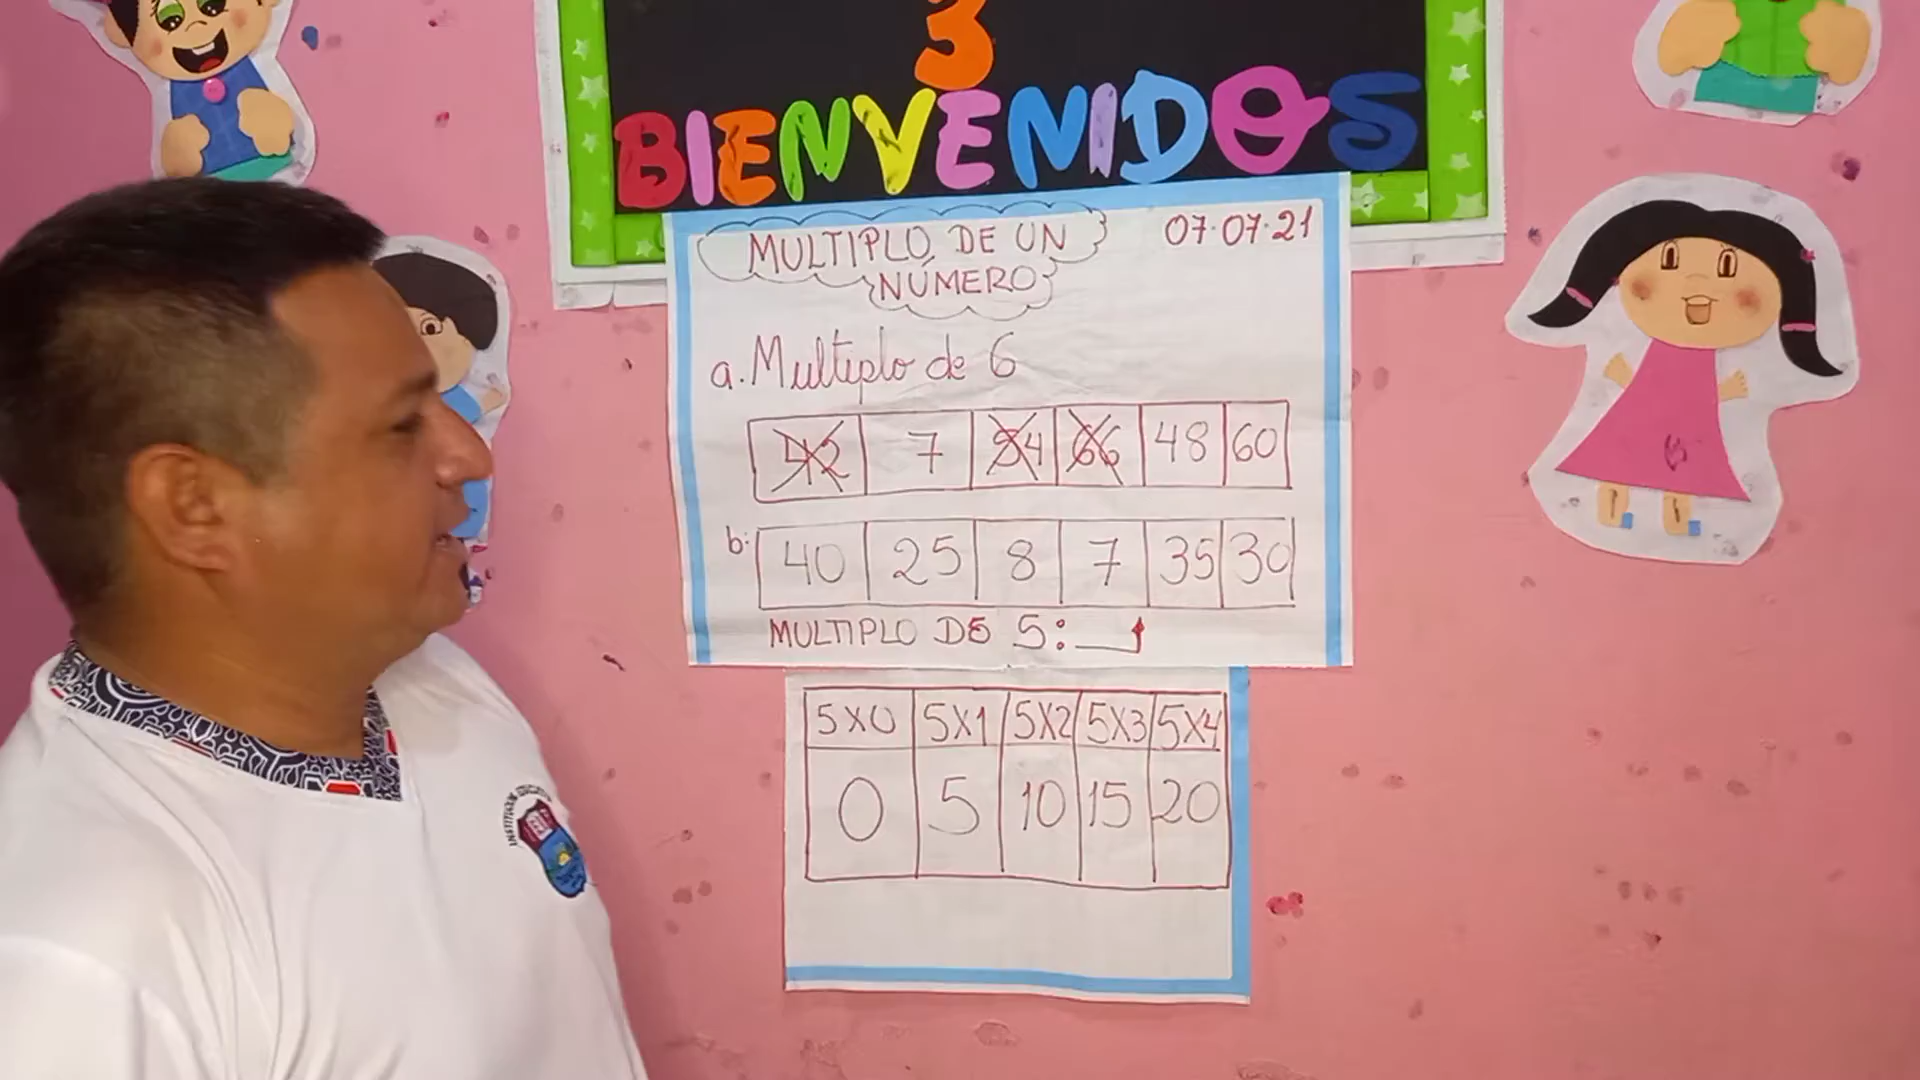 3
BIENVENIDOS
MULTIPLO DE UN
NÚMERO
07·07·21
a. Multiplo de 6
42 7 24 66 48 60
b: 40 25 8 7 35 30
MULTIPLO DE 5:
5X0 5X1 5X2 5X3 5X4
0 5 10 15 20